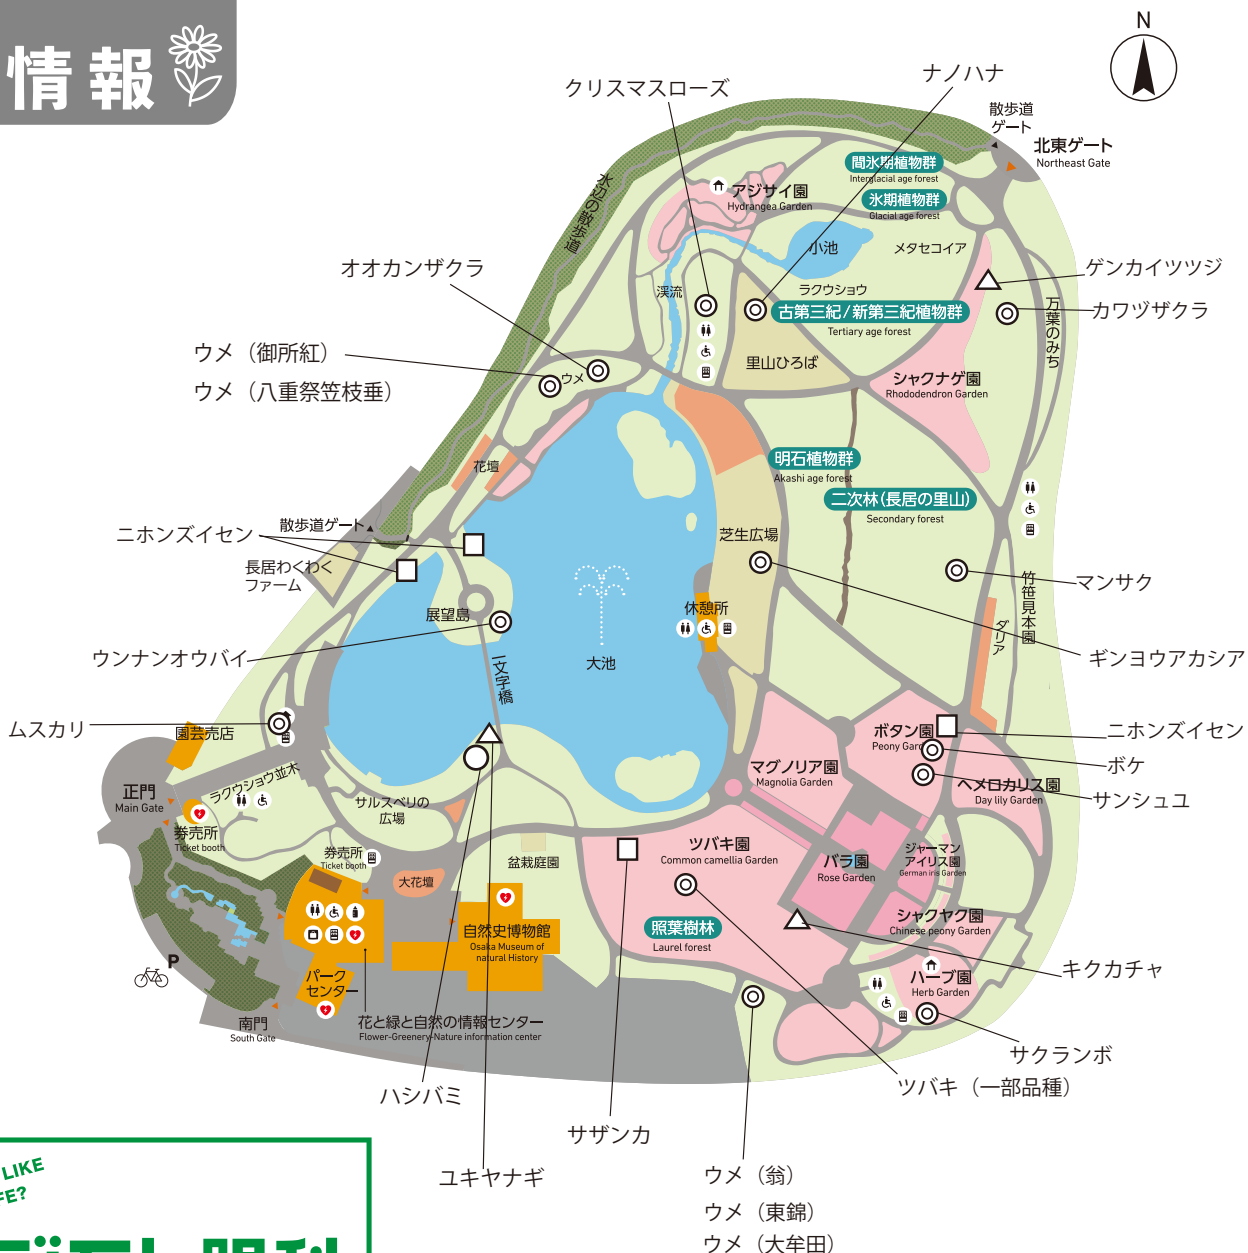 情報
N
クリスマスローズ
ナノハナ
散歩道
ゲート
北東ゲート
Northeast Gate
間氷期植物群
Interglacial age forest
氷期植物群
Glacial age forest
アジサイ園
Hydrangea Garden
水辺の散歩道
小池
メタセコイア
オオカンザクラ
ゲンカイツツジ
渓流
ラクウショウ
カワヅザクラ
古第三紀/新第三紀植物群
Tertiary age forest
万葉のみち
ウメ（御所紅）
ウメ（八重祭笠枝垂）
ウメ
里山ひろば
シャクナゲ園
Rhododendron Garden
花壇
明石植物群
Akashi age forest
二次林(長居の里山)
Secondary forest
散歩道ゲート
ニホンズイセン
芝生広場
長居わくわく
ファーム
マンサク
竹笹見本園
ダリア
展望島
休憩所
ウンナンオウバイ
一文字橋
大池
ギンヨウアカシア
ムスカリ
園芸売店
ボタン園
Peony Garden
ニホンズイセン
ボケ
正門
Main Gate
ラクウショウ並木
マグノリア園
Magnolia Garden
ヘメロカリス園
Day lily Garden
サンシュユ
サルスベリの
広場
券売所
Ticket booth
券売所
Ticket booth
ツバキ園
Common camellia Garden
盆栽庭園
バラ園
Rose Garden
ジャーマン
アイリス園
German iris Garden
大花壇
シャクヤク園
Chinese peony Garden
自然史博物館
Osaka Museum of
natural History
照葉樹林
Laurel forest
P
パーク
センター
キクカチャ
ハーブ園
Herb Garden
南門
South Gate
花と緑と自然の情報センター
Flower-Greenery-Nature information center
サクランボ
ハシバミ
ツバキ（一部品種）
サザンカ
ユキヤナギ
ウメ（翁）
ウメ（東錦）
ウメ（大牟田）
LIKE
FE?